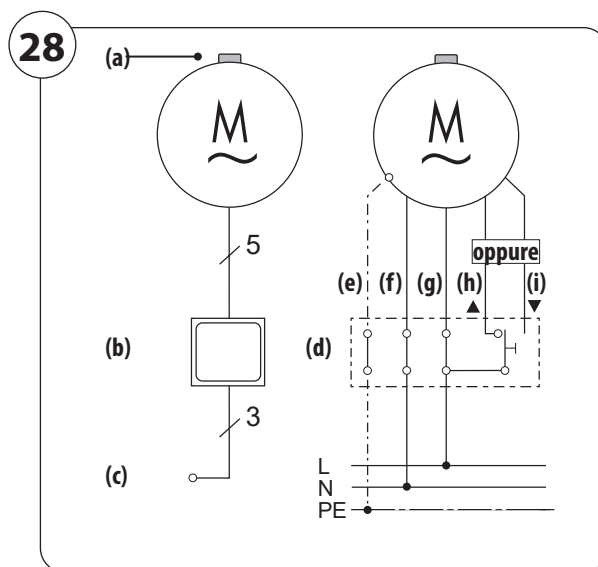 28
(a)
M
M
5
oppure
(e) (f) (g) (h) (i)
▲ ▼
(b)
(d)
3
(c)
L
N
PE